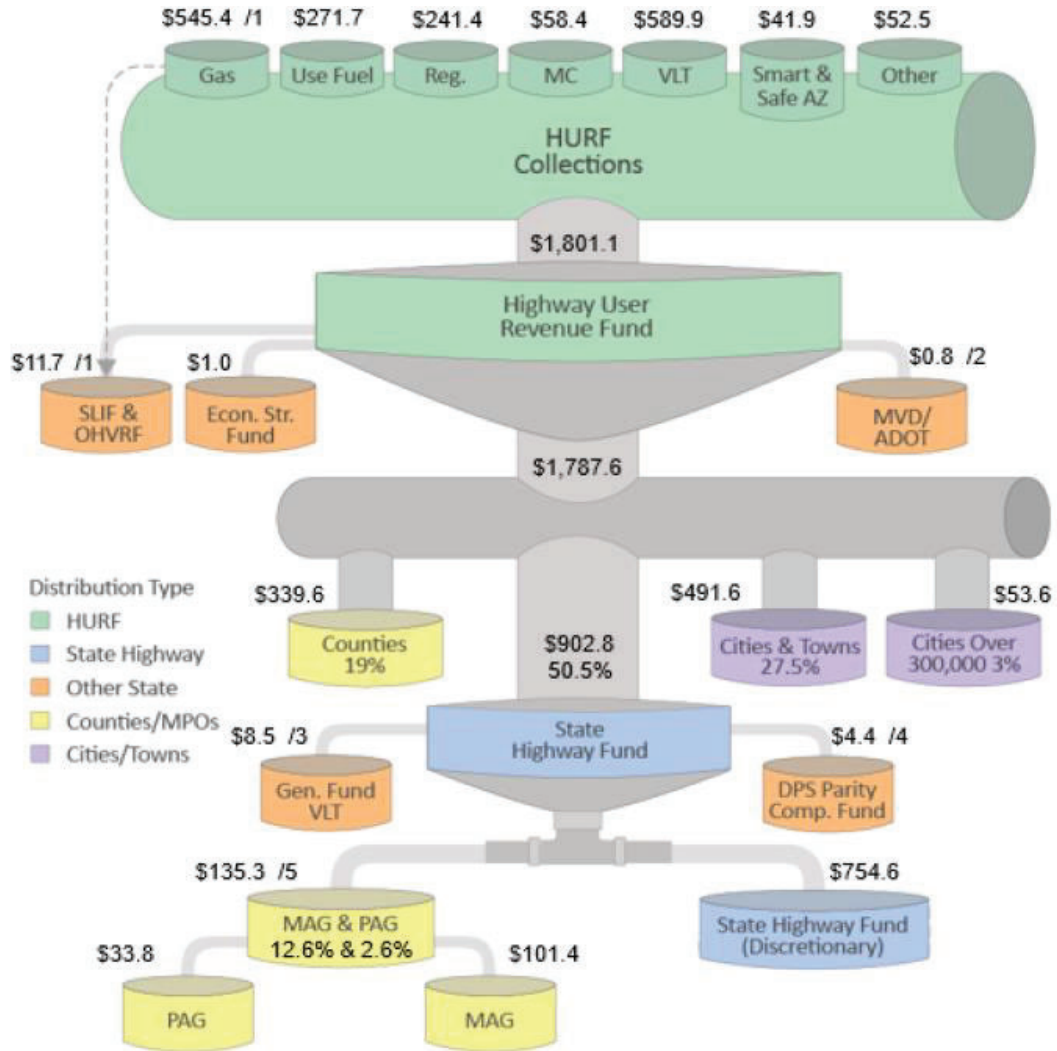 $545.4 /1 $271.7 $241.4 $58.4 $589.9 $41.9 $52.5
Gas Use Fuel Reg. MC VLT Smart &
Safe AZ Other
HURF
Collections
$1,801.1
Highway User
Revenue Fund
$11.7 /1 $1.0 $0.8 /2
SLIF &
OHVRF
Econ. Str.
Fund
MVD/
ADOT
$1,787.6
Distribution Type
HURF
State Highway
Other State
Counties/MPOs
Cities/Towns
$339.6
Counties
19%
$902.8
50.5%
$491.6
Cities & Towns
27.5%
$53.6
Cities Over
300,000 3%
State
Highway Fund
$8.5 /3
Gen. Fund
VLT
$4.4 /4
DPS Parity
Comp. Fund
$135.3 /5
MAG & PAG
12.6% & 2.6%
$754.6
State Highway Fund
(Discretionary)
$33.8
PAG
$101.4
MAG